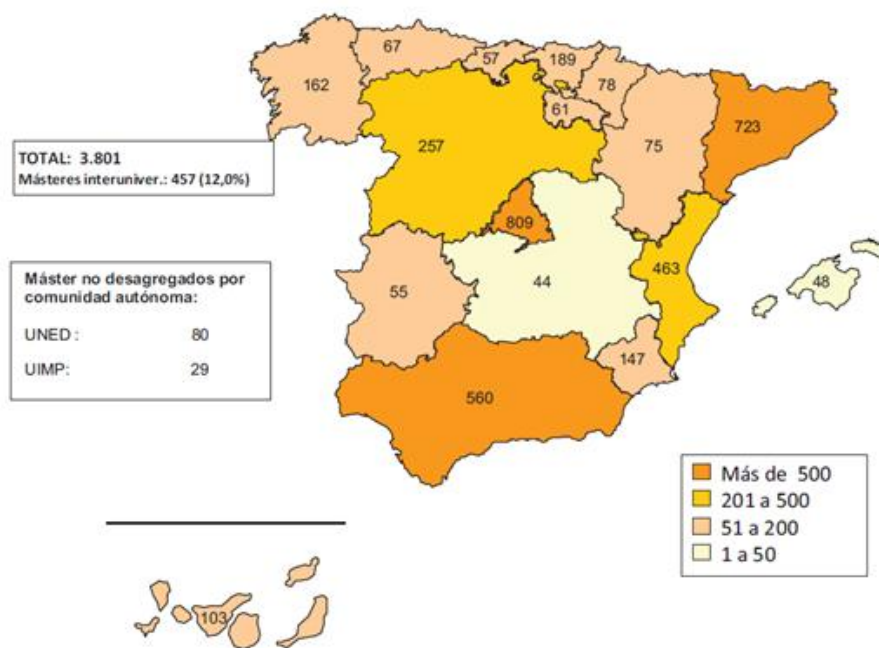 67
57
189
162
78
61
723
257
75
TOTAL: 3.801
Másteres interuniver.: 457 (12,0%)
809
463
48
44
55
Máster no desagregados por
comunidad autónoma:
UNED : 80
UIMP: 29
147
560
Más de 500
201 a 500
51 a 200
1 a 50
103